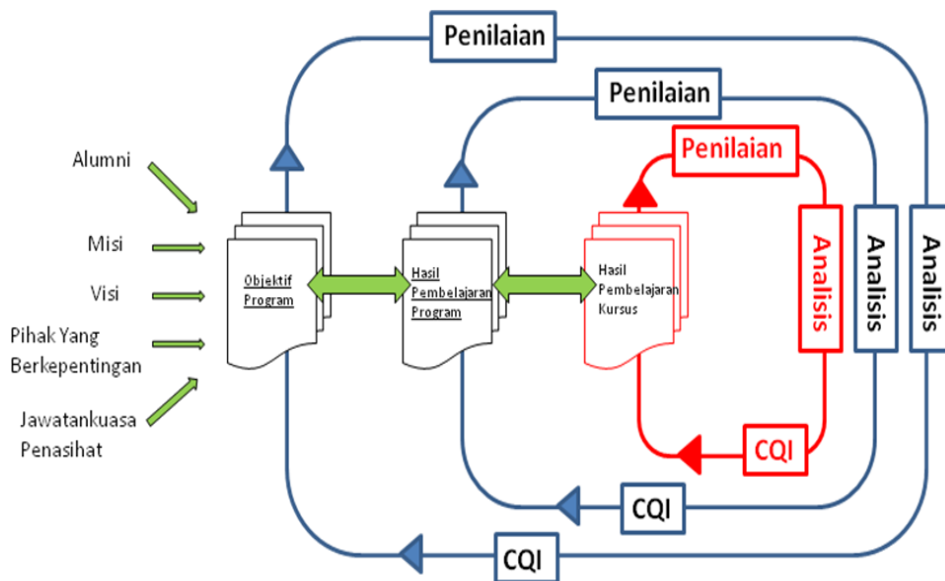 Penilaian
Penilaian
Penilaian
Alumni
Misi
Visi
Pihak Yang
Berkepentingan
Jawatankuasa
Penasihat
Objektif
Program
Hasil
Pembelajaran
Program
Hasil
Pembelajaran
Kursus
Analisis
Analisis
Analisis
CQI
CQI
CQI